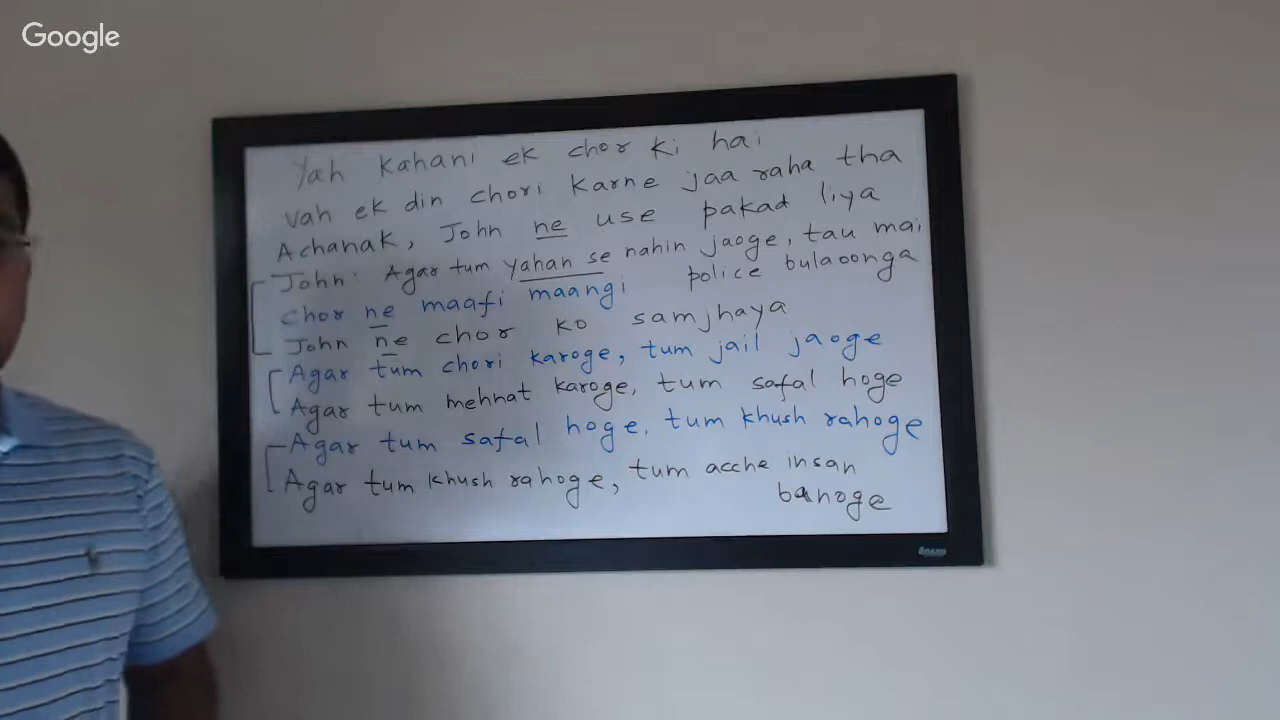 Google
Yah kahani ek chor ki hai
Vah ek din chori karne jaa raha tha
Achanak, John ne use pakad liya
John: Agar tum yahan se nahin jaoge, tau mai
police bulaoonga
Chor ne maafi maangi
John ne chor ko samjhaya
Agar tum chori karoge, tum jail jaoge
Agar tum mehnat karoge, tum safal hoge
Agar tum safal hoge, tum khush rahoge
Agar tum khush rahoge, tum acche insan
banoge